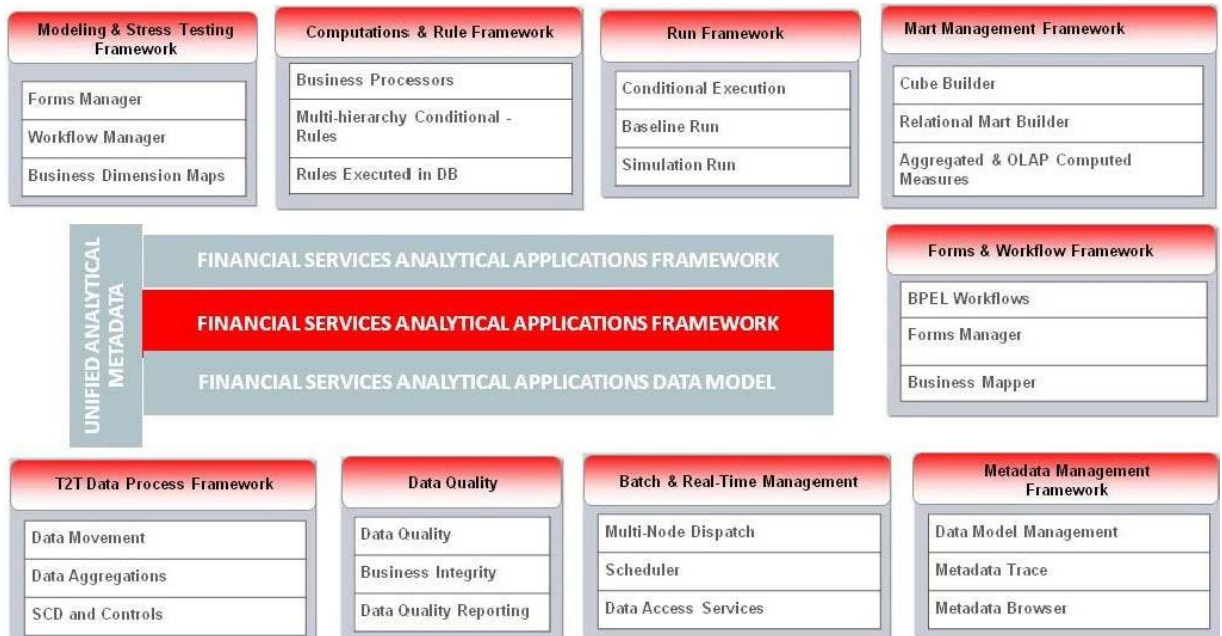 Modeling & Stress Testing
Framework
Forms Manager
Workflow Manager
Business Dimension Maps
Computations & Rule Framework
Business Processors
Multi-hierarchy Conditional -
Rules
Rules Executed in DB
Run Framework
Conditional Execution
Baseline Run
Simulation Run
Mart Management Framework
Cube Builder
Relational Mart Builder
Aggregated & OLAP Computed
Measures
UNIFIED ANALYTICAL
METADATA
FINANCIAL SERVICES ANALYTICAL APPLICATIONS FRAMEWORK
FINANCIAL SERVICES ANALYTICAL APPLICATIONS FRAMEWORK
FINANCIAL SERVICES ANALYTICAL APPLICATIONS DATA MODEL
Forms & Workflow Framework
BPEL Workflows
Forms Manager
Business Mapper
T2T Data Process Framework
Data Movement
Data Aggregations
SCD and Controls
Data Quality
Data Quality
Business Integrity
Data Quality Reporting
Batch & Real-Time Management
Multi-Node Dispatch
Scheduler
Data Access Services
Metadata Management
Framework
Data Model Management
Metadata Trace
Metadata Browser